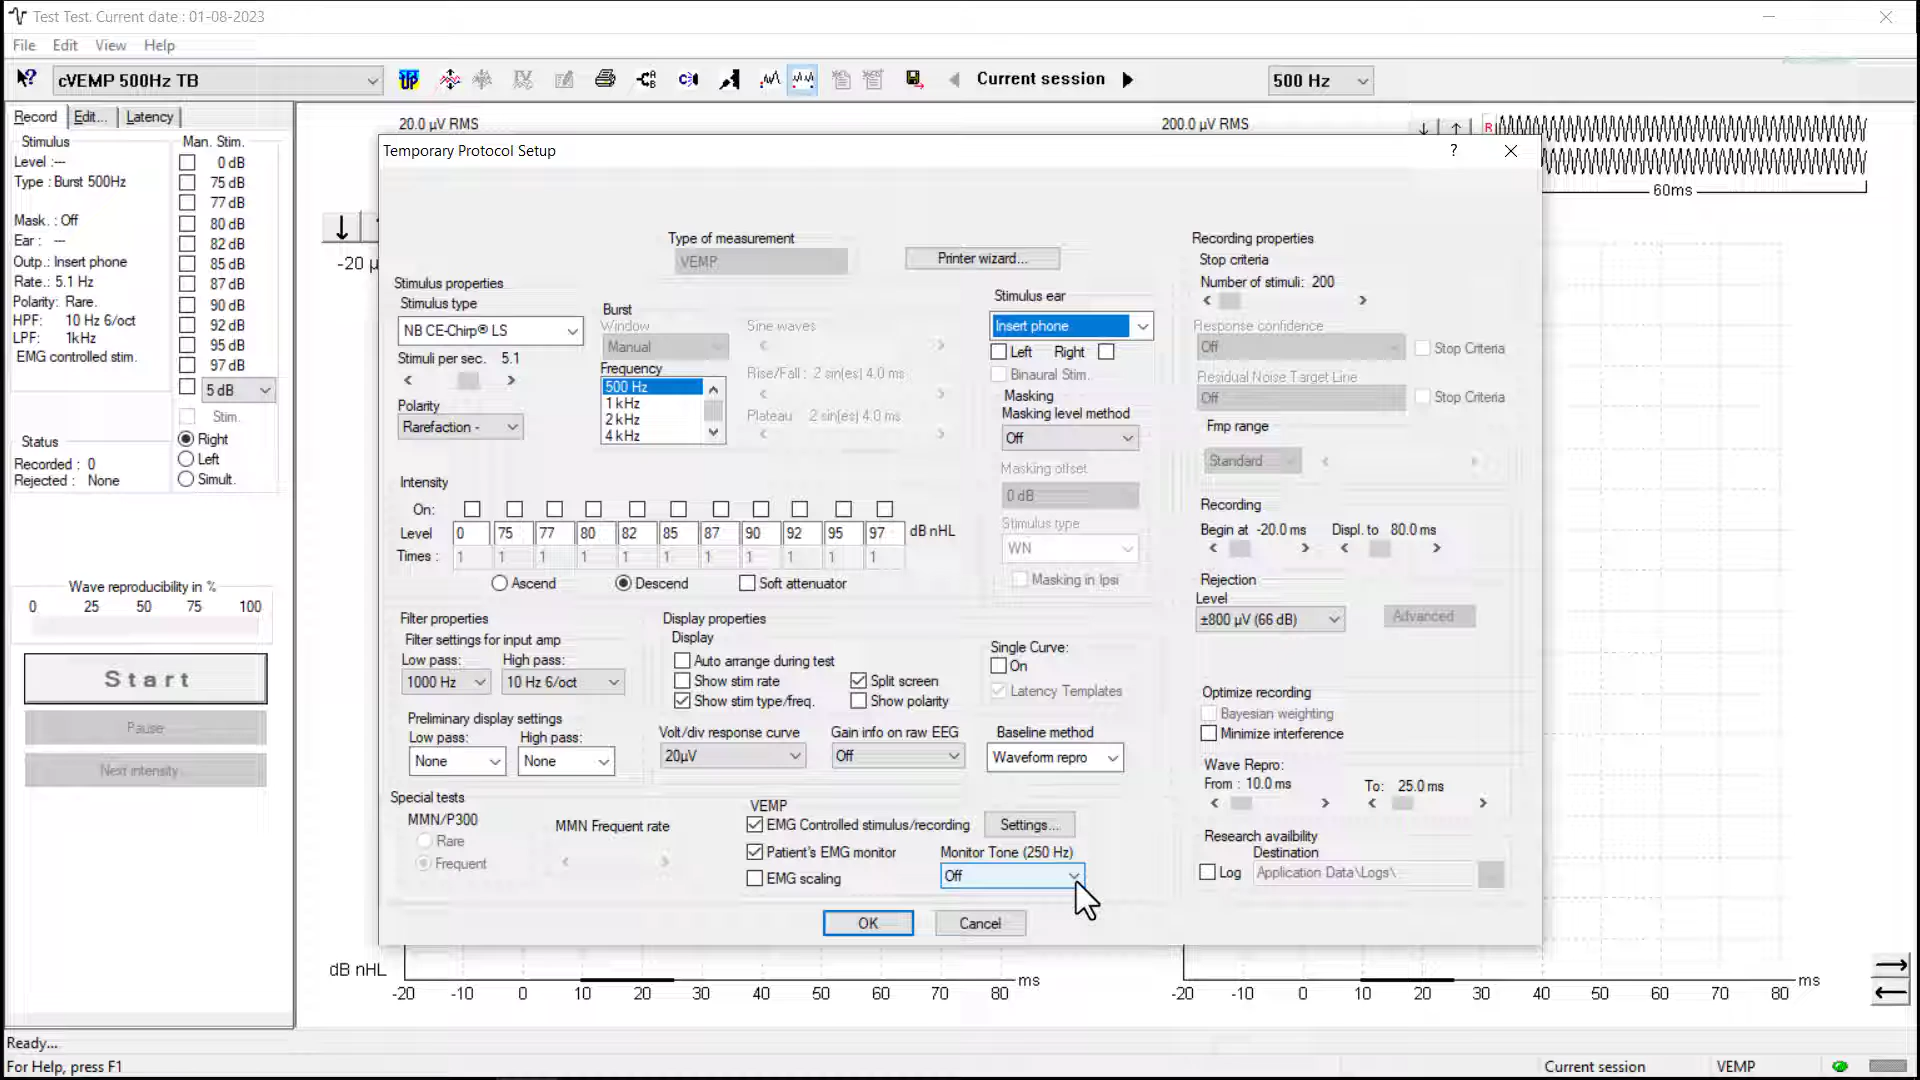 Test Test. Current date : 01-08-2023
File Edit View Help
cVEMP 500Hz TB
Current session
500 Hz
Record Edit... Latency
Stimulus
Level :---
Type : Burst 500Hz
Mask. : Off
Ear : ---
Outp.: Insert phone
Rate.: 5.1 Hz
Polarity: Rare.
HPF: 10 Hz 6/oct
LPF: 1kHz
EMG controlled stim.
Man. Stim.
0 dB
75 dB
77 dB
80 dB
82 dB
85 dB
87 dB
90 dB
92 dB
95 dB
97 dB
5 dB
Stim.
Right
Left
Simult.
Status
Recorded : 0
Rejected : None
Wave reproducibility in %
0 25 50 75 100
Start
Pause
Next intensity
20.0 µV RMS
200.0 µV RMS
R
60ms
-20 µ
Temporary Protocol Setup
?
Type of measurement
VEMP
Printer wizard...
Stimulus properties
Stimulus type
NB CE-Chirp® LS
Stimuli per sec. 5.1
Polarity
Rarefaction -
Burst
Window
Manual
Frequency
500 Hz
1 kHz
2 kHz
4 kHz
Sine waves
Rise/Fall : 2 sin(es) 4.0 ms
Plateau 2 sin(es) 4.0 ms
Stimulus ear
Insert phone
Left Right
Binaural Stim.
Masking
Masking level method
Off
Masking offset
0 dB
Stimulus type
WN
Masking in Ipsi
Intensity
On:
Level 0 75 77 80 82 85 87 90 92 95 97 dB nHL
Times : 1 1 1 1 1 1 1 1 1 1 1
Ascend Descend Soft attenuator
Filter properties
Filter settings for input amp
Low pass: High pass:
1000 Hz 10 Hz 6/oct
Preliminary display settings
Low pass: High pass:
None None
Display properties
Display
Auto arrange during test
Show stim rate Split screen
Show stim type/freq. Show polarity
Volt/div response curve
20µV
Gain info on raw EEG
Off
Single Curve:
On
Latency Templates
Baseline method
Waveform repro
Special tests
MMN/P300
Rare
Frequent
MMN Frequent rate
VEMP
EMG Controlled stimulus/recording Settings...
Patient's EMG monitor
EMG scaling
Monitor Tone (250 Hz)
Off
OK Cancel
Recording properties
Stop criteria
Number of stimuli: 200
Response confidence
Off Stop Criteria
Residual Noise Target Line
Off Stop Criteria
Fmp range
Standard
Recording
Begin at -20.0 ms Displ. to 80.0 ms
Rejection
Level
±800 µV (66 dB) Advanced
Optimize recording
Bayesian weighting
Minimize interference
Wave Repro:
From : 10.0 ms To: 25.0 ms
Research availbility
Destination
Log Application Data\Logs\
dB nHL
ms
-20 -10 0 10 20 30 40 50 60 70 80
ms
-20 -10 0 10 20 30 40 50 60 70 80
Ready...
For Help, press F1
Current session VEMP